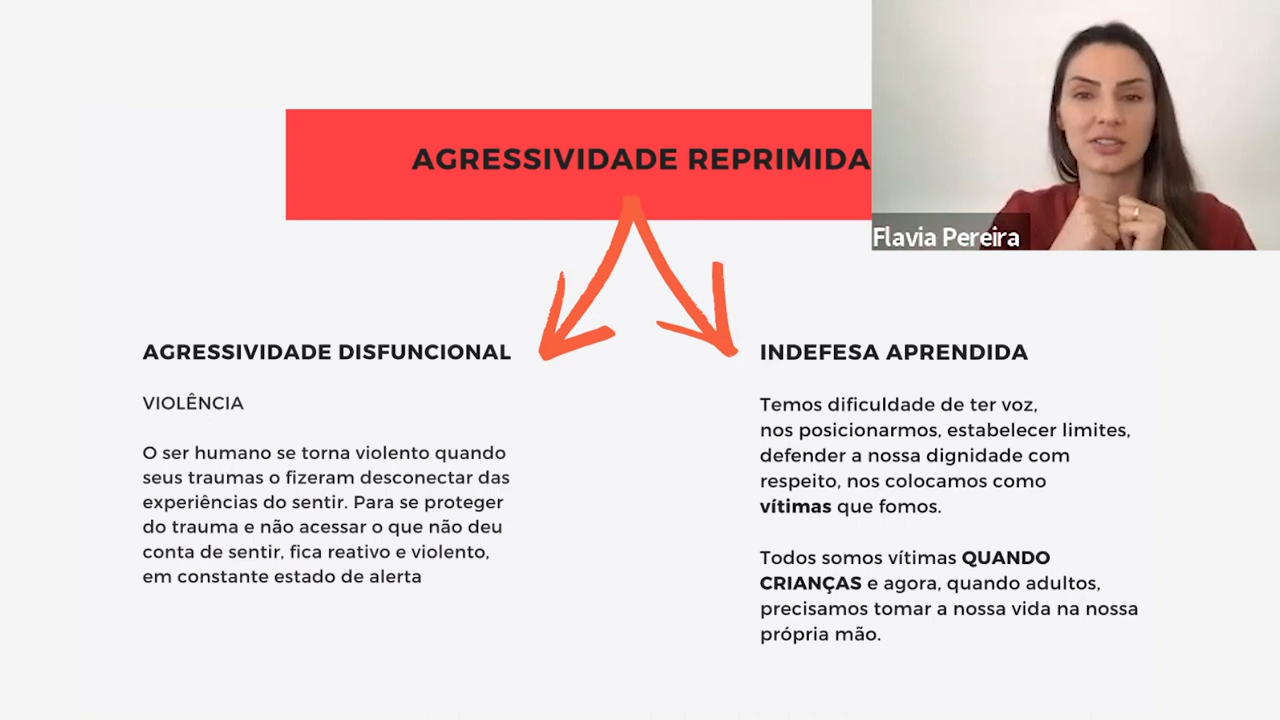 AGRESSIVIDADE REPRIMIDA
Flavia Pereira
AGRESSIVIDADE DISFUNCIONAL
VIOLÊNCIA
O ser humano se torna violento quando
seus traumas o fizeram desconectar das
experiências do sentir. Para se proteger
do trauma e não acessar o que não deu
conta de sentir, fica reativo e violento,
em constante estado de alerta
INDEFESA APRENDIDA
Temos dificuldade de ter voz,
nos posicionarmos, estabelecer limites,
defender a nossa dignidade com
respeito, nos colocamos como
vítimas que fomos.
Todos somos vítimas QUANDO
CRIANÇAS e agora, quando adultos,
precisamos tomar a nossa vida na nossa
própria mão.